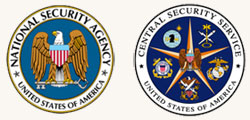 NATIONAL SECURITY AGENCY
UNITED STATES OF AMERICA
CENTRAL SECURITY SERVICE
UNITED STATES OF AMERICA